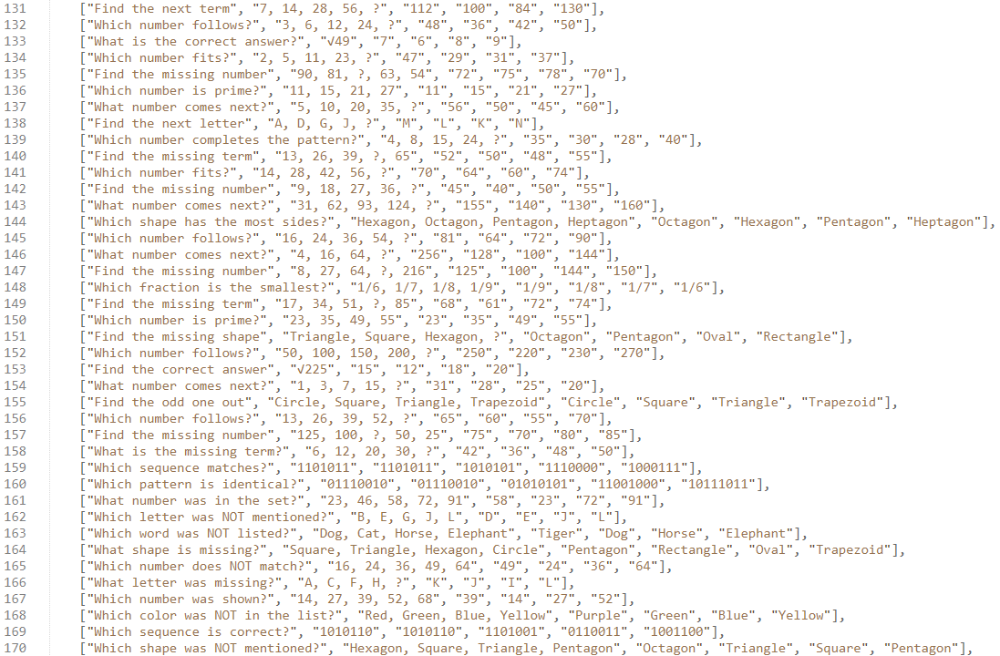 131 ["Find the next term", "7, 14, 28, 56, ?", "112", "100", "84", "130"],
132 ["Which number follows?", "3, 6, 12, 24, ?", "48", "36", "42", "50"],
133 ["What is the correct answer?", "√49", "7", "6", "8", "9"],
134 ["Which number fits?", "2, 5, 11, 23, ?", "47", "29", "31", "37"],
135 ["Find the missing number", "90, 81, ?, 63, 54", "72", "75", "78", "70"],
136 ["Which number is prime?", "11, 15, 21, 27", "11", "15", "21", "27"],
137 ["What number comes next?", "5, 10, 20, 35, ?", "56", "50", "45", "60"],
138 ["Find the next letter", "A, D, G, J, ?", "M", "L", "K", "N"],
139 ["Which number completes the pattern?", "4, 8, 15, 24, ?", "35", "30", "28", "40"],
140 ["Find the missing term", "13, 26, 39, ?, 65", "52", "50", "48", "55"],
141 ["Which number fits?", "14, 28, 42, 56, ?", "70", "64", "60", "74"],
142 ["Find the missing number", "9, 18, 27, 36, ?", "45", "40", "50", "55"],
143 ["What number comes next?", "31, 62, 93, 124, ?", "155", "140", "130", "160"],
144 ["Which shape has the most sides?", "Hexagon, Octagon, Pentagon, Heptagon", "Octagon", "Hexagon", "Pentagon", "Heptagon"],
145 ["Which number follows?", "16, 24, 36, 54, ?", "81", "64", "72", "90"],
146 ["What number comes next?", "4, 16, 64, ?", "256", "128", "100", "144"],
147 ["Find the missing number", "8, 27, 64, ?, 216", "125", "100", "144", "150"],
148 ["Which fraction is the smallest?", "1/6, 1/7, 1/8, 1/9", "1/9", "1/8", "1/7", "1/6"],
149 ["Find the missing term", "17, 34, 51, ?, 85", "68", "61", "72", "74"],
150 ["Which number is prime?", "23, 35, 49, 55", "23", "35", "49", "55"],
151 ["Find the missing shape", "Triangle, Square, Hexagon, ?", "Octagon", "Pentagon", "Oval", "Rectangle"],
152 ["Which number follows?", "50, 100, 150, 200, ?", "250", "220", "230", "270"],
153 ["Find the correct answer", "√225", "15", "12", "18", "20"],
154 ["What number comes next?", "1, 3, 7, 15, ?", "31", "28", "25", "20"],
155 ["Find the odd one out", "Circle, Square, Triangle, Trapezoid", "Circle", "Square", "Triangle", "Trapezoid"],
156 ["Which number follows?", "13, 26, 39, 52, ?", "65", "60", "55", "70"],
157 ["Find the missing number", "125, 100, ?, 50, 25", "75", "70", "80", "85"],
158 ["What is the missing term?", "6, 12, 20, 30, ?", "42", "36", "48", "50"],
159 ["Which sequence matches?", "1101011", "1101011", "1010101", "1110000", "1000111"],
160 ["Which pattern is identical?", "01110010", "01110010", "01010101", "11001000", "10111011"],
161 ["What number was in the set?", "23, 46, 58, 72, 91", "58", "23", "72", "91"],
162 ["Which letter was NOT mentioned?", "B, E, G, J, L", "D", "E", "J", "L"],
163 ["Which word was NOT listed?", "Dog, Cat, Horse, Elephant", "Tiger", "Dog", "Horse", "Elephant"],
164 ["What shape is missing?", "Square, Triangle, Hexagon, Circle", "Pentagon", "Rectangle", "Oval", "Trapezoid"],
165 ["Which number does NOT match?", "16, 24, 36, 49, 64", "49", "24", "36", "64"],
166 ["What letter was missing?", "A, C, F, H, ?", "K", "J", "I", "L"],
167 ["Which number was shown?", "14, 27, 39, 52, 68", "39", "14", "27", "52"],
168 ["Which color was NOT in the list?", "Red, Green, Blue, Yellow", "Purple", "Green", "Blue", "Yellow"],
169 ["Which sequence is correct?", "1010110", "1010110", "1101001", "0110011", "1001100"],
170 ["Which shape was NOT mentioned?", "Hexagon, Square, Triangle, Pentagon", "Octagon", "Triangle", "Square", "Pentagon"],